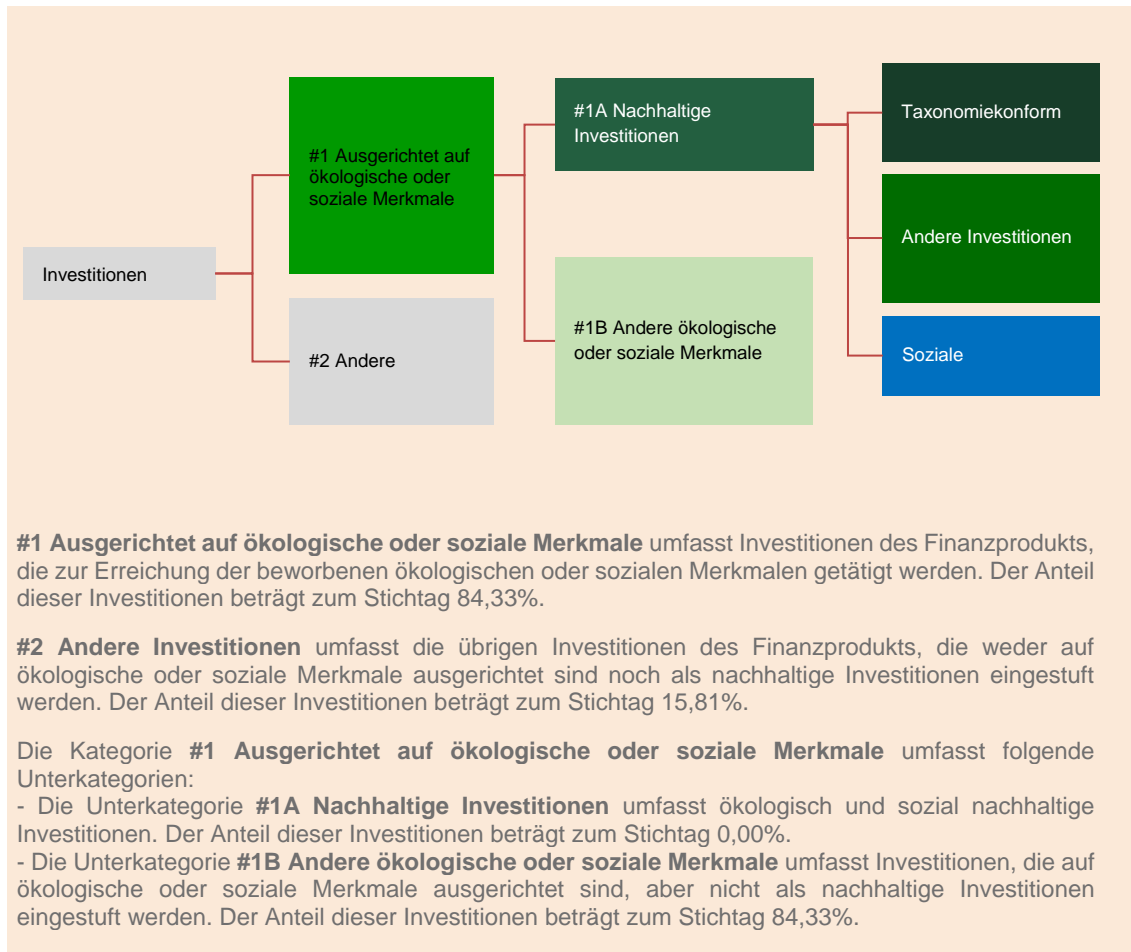 #1A Nachhaltige
Investitionen
Taxonomiekonform
#1 Ausgerichtet auf
ökologische oder
soziale Merkmale
Andere Investitionen
Investitionen
#1B Andere ökologische
oder soziale Merkmale
#2 Andere
Soziale
#1 Ausgerichtet auf ökologische oder soziale Merkmale umfasst Investitionen des Finanzprodukts,
die zur Erreichung der beworbenen ökologischen oder sozialen Merkmalen getätigt werden. Der Anteil
dieser Investitionen beträgt zum Stichtag 84,33%.
#2 Andere Investitionen umfasst die übrigen Investitionen des Finanzprodukts, die weder auf
ökologische oder soziale Merkmale ausgerichtet sind noch als nachhaltige Investitionen eingestuft
werden. Der Anteil dieser Investitionen beträgt zum Stichtag 15,81%.
Die Kategorie #1 Ausgerichtet auf ökologische oder soziale Merkmale umfasst folgende
Unterkategorien:
- Die Unterkategorie #1A Nachhaltige Investitionen umfasst ökologisch und sozial nachhaltige
Investitionen. Der Anteil dieser Investitionen beträgt zum Stichtag 0,00%.
- Die Unterkategorie #1B Andere ökologische oder soziale Merkmale umfasst Investitionen, die auf
ökologische oder soziale Merkmale ausgerichtet sind, aber nicht als nachhaltige Investitionen
eingestuft werden. Der Anteil dieser Investitionen beträgt zum Stichtag 84,33%.